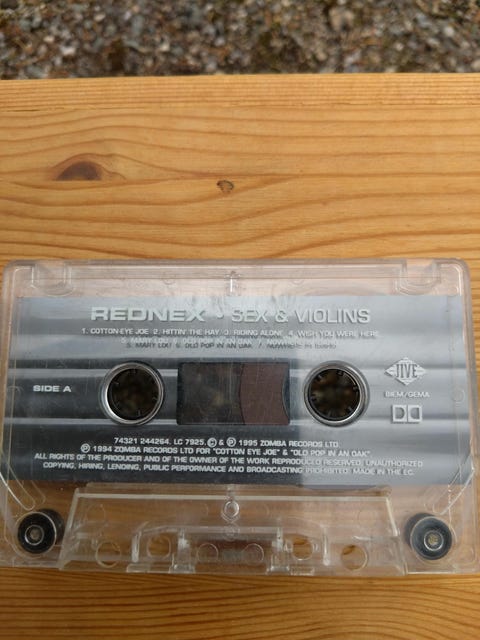 REDNEX · SEX & VIOLINS
1. COTTON-EYE JOE 2. HITTIN' THE HAY 3. RIDING ALONE 4. WISH YOU WERE HERE
5. MARY LOU 6. OLD POP IN AN OAK 7. NOWHERE IN IDAHO
SIDE A
JIVE
BIEM/GEMA
74321 244264. LC 7925. © & ℗ 1995 ZOMBA RECORDS LTD.
℗ 1994 ZOMBA RECORDS LTD FOR "COTTON EYE JOE" & "OLD POP IN AN OAK"
ALL RIGHTS OF THE PRODUCER AND OF THE OWNER OF THE WORK REPRODUCED RESERVED. UNAUTHORIZED
COPYING, HIRING, LENDING, PUBLIC PERFORMANCE AND BROADCASTING PROHIBITED. MADE IN THE E.C.